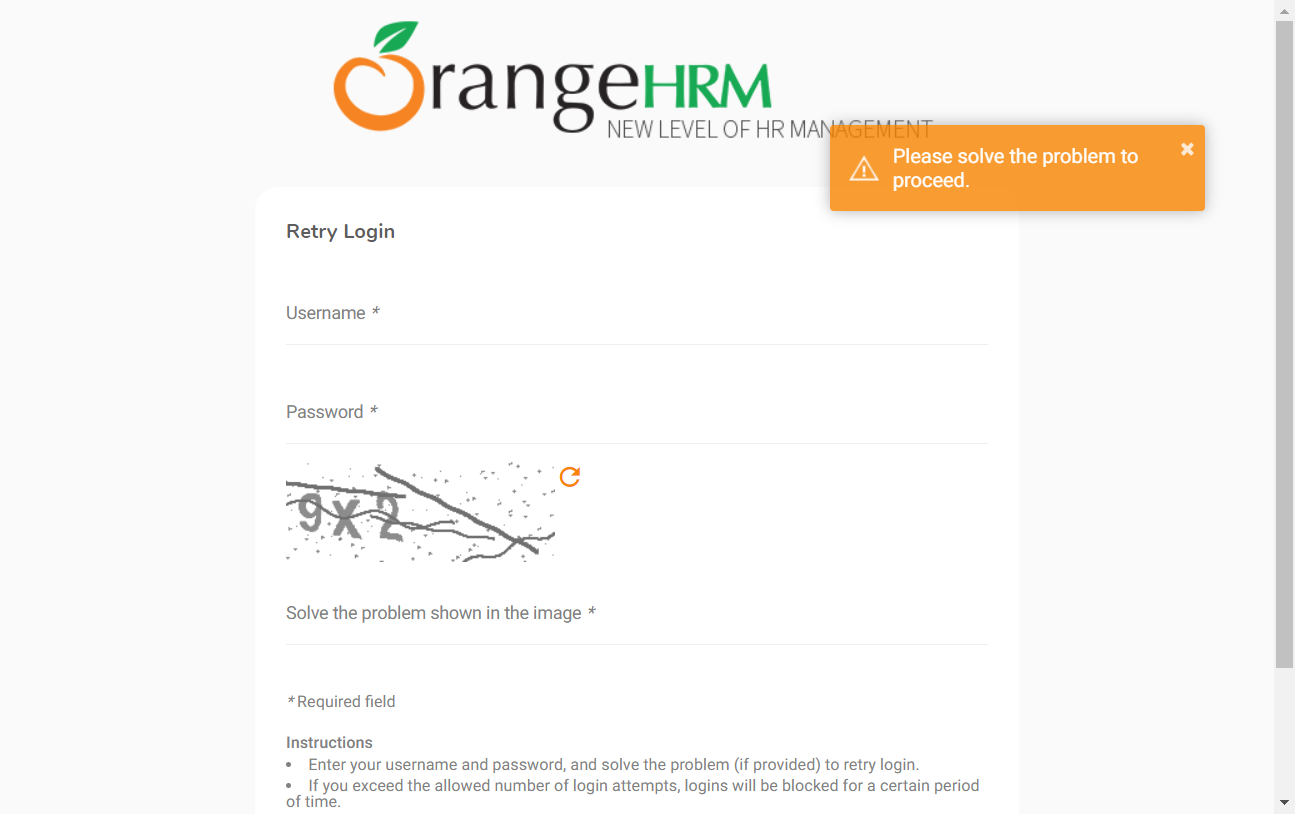 OrangeHRM
NEW LEVEL OF HR MANAGEMENT
Please solve the problem to
proceed.
Retry Login
Username *
Password *
9x2
Solve the problem shown in the image *
* Required field
Instructions
• Enter your username and password, and solve the problem (if provided) to retry login.
• If you exceed the allowed number of login attempts, logins will be blocked for a certain period
of time.